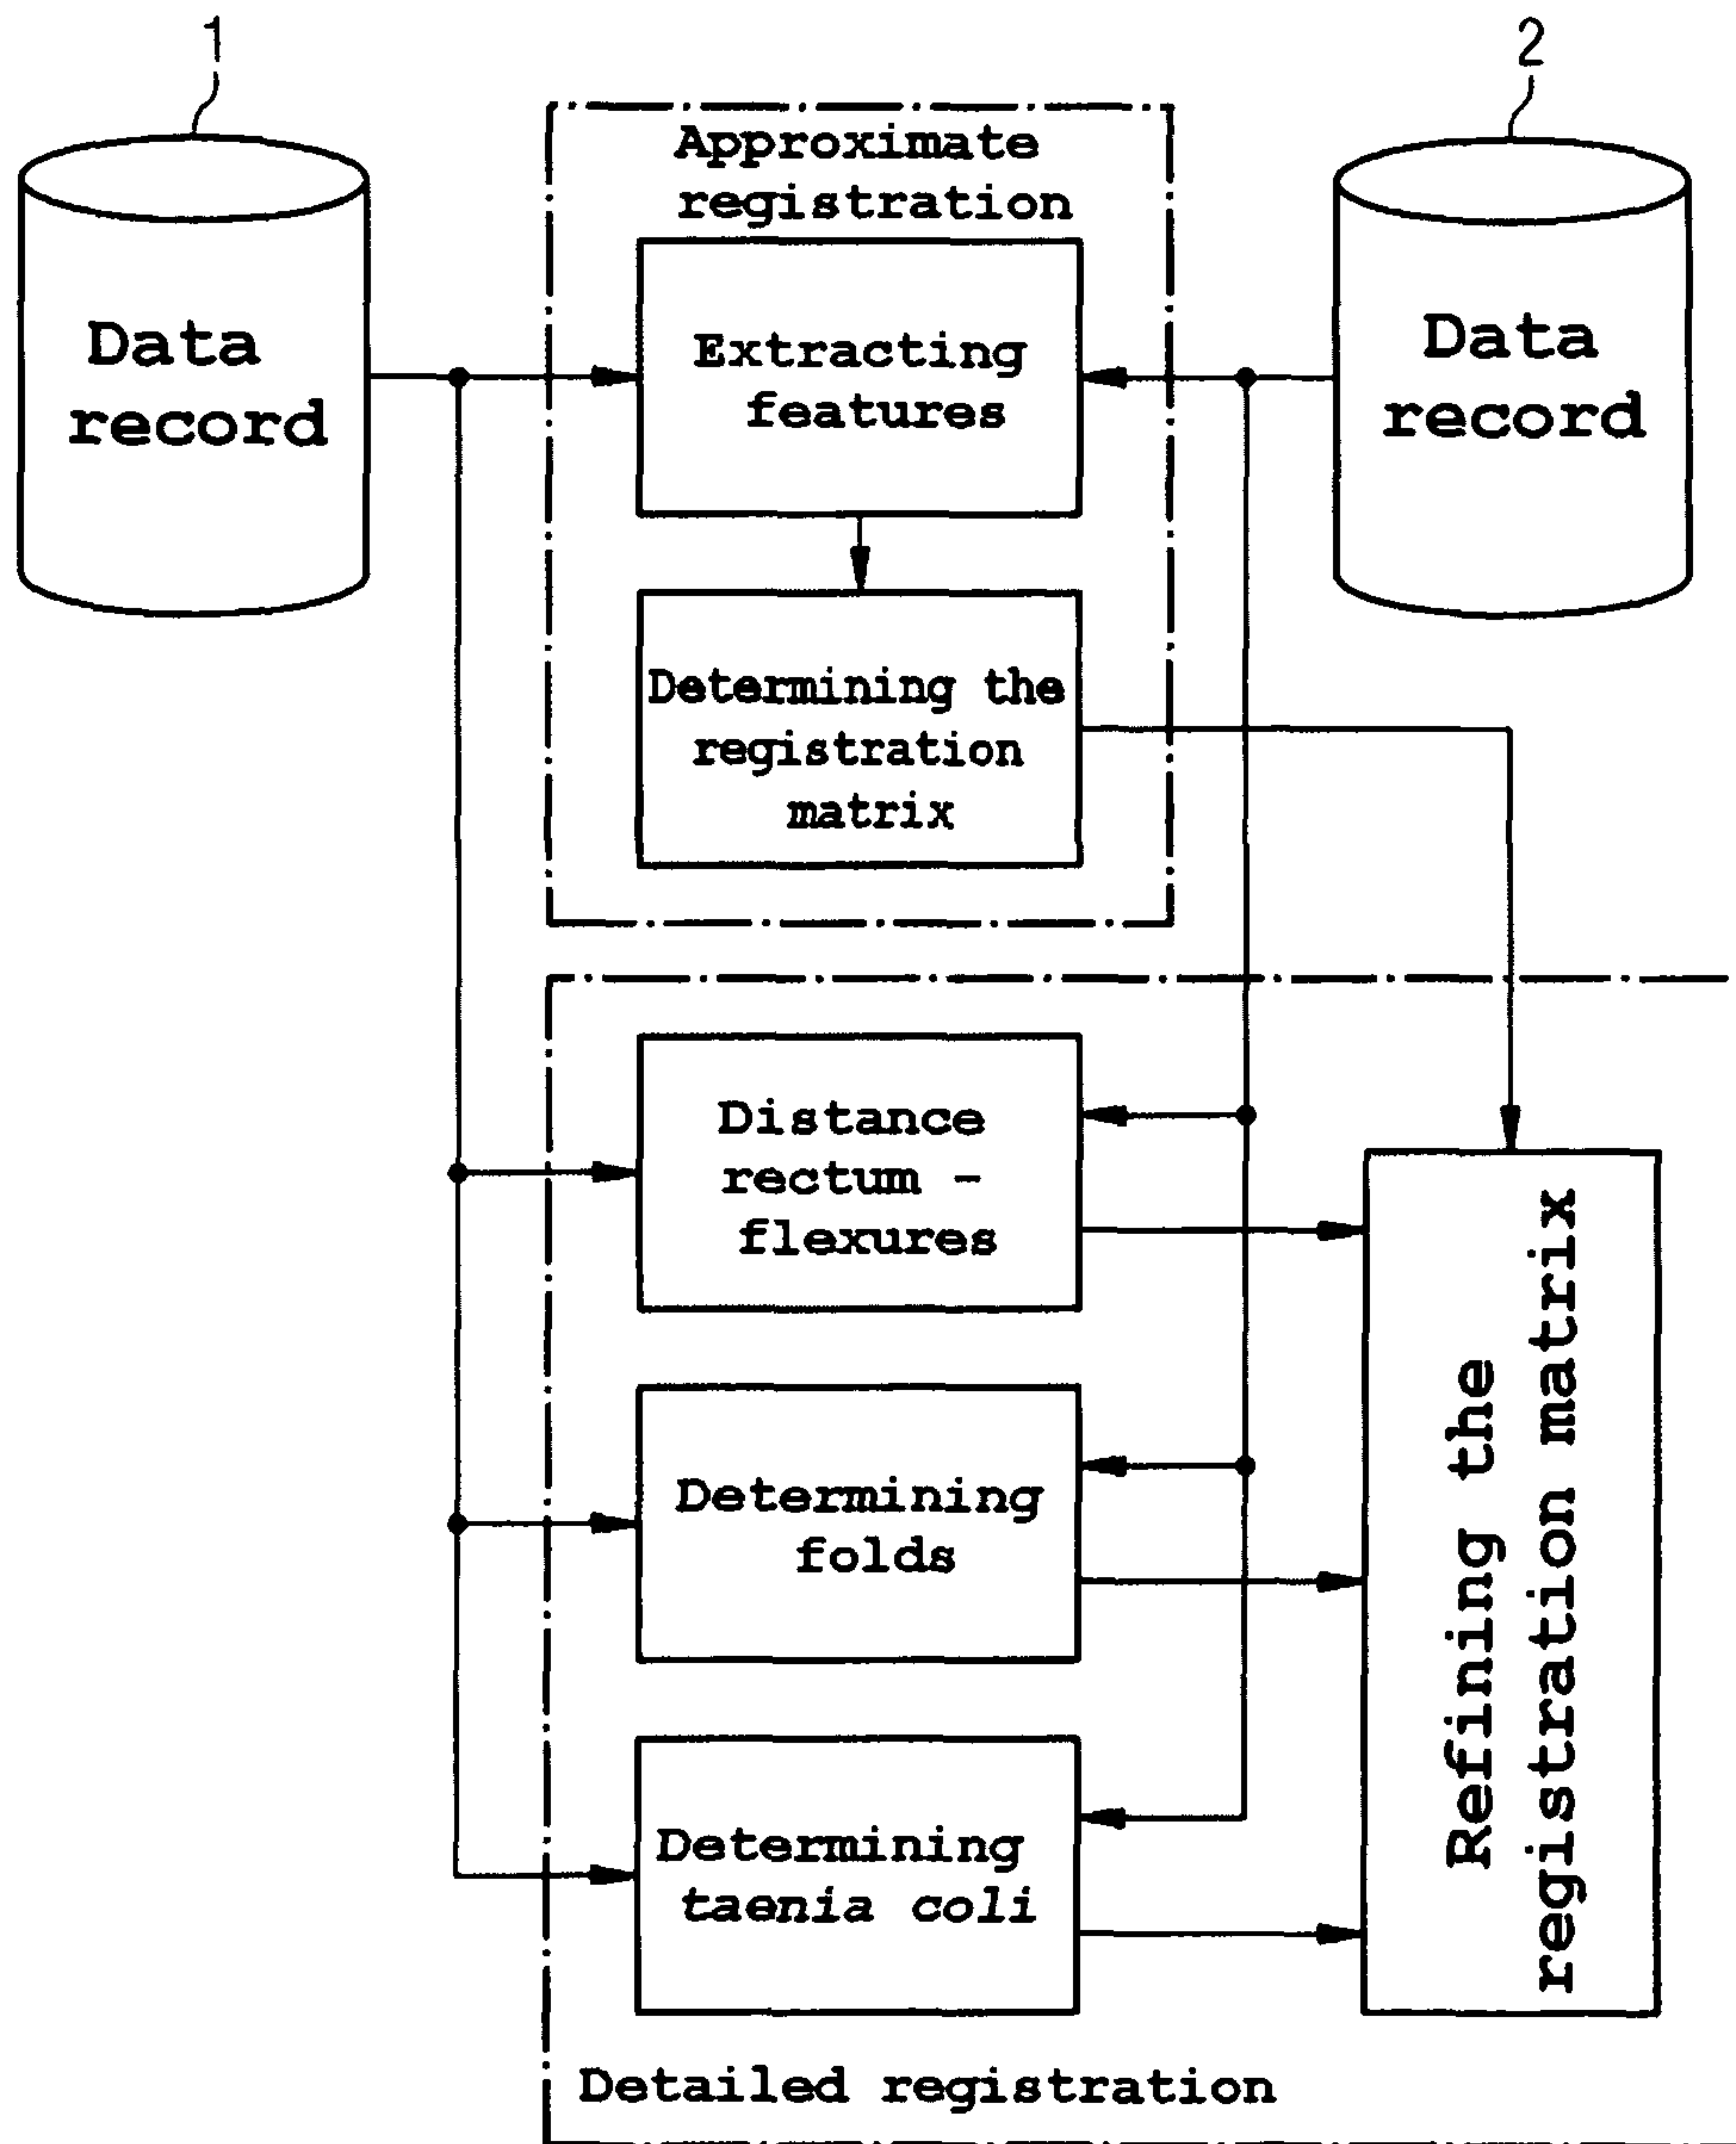 1
2
Data
record
Approximate
registration
Extracting
features
Data
record
Determining the
registration
matrix
Distance
rectum -
flexures
Determining
folds
Determining
taenia coli
Refining the
registration matrix
Detailed registration